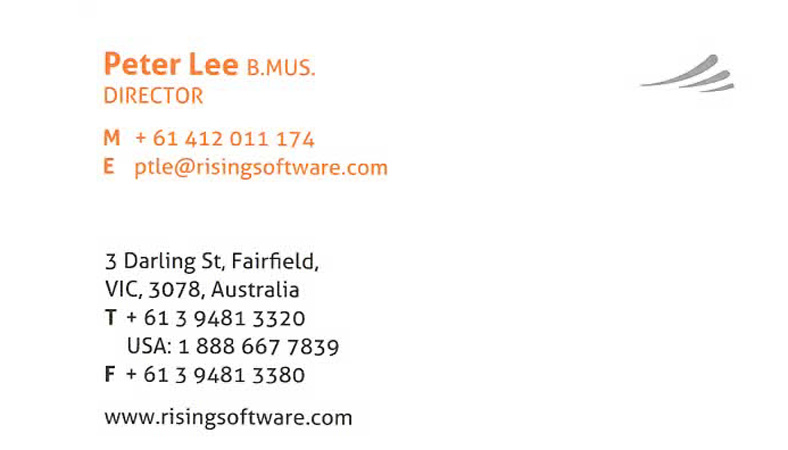 Peter Lee B.MUS.
DIRECTOR
M + 61 412 011 174
E ptle@risingsoftware.com
3 Darling St, Fairfield,
VIC, 3078, Australia
T + 61 3 9481 3320
USA: 1 888 667 7839
F + 61 3 9481 3380
www.risingsoftware.com